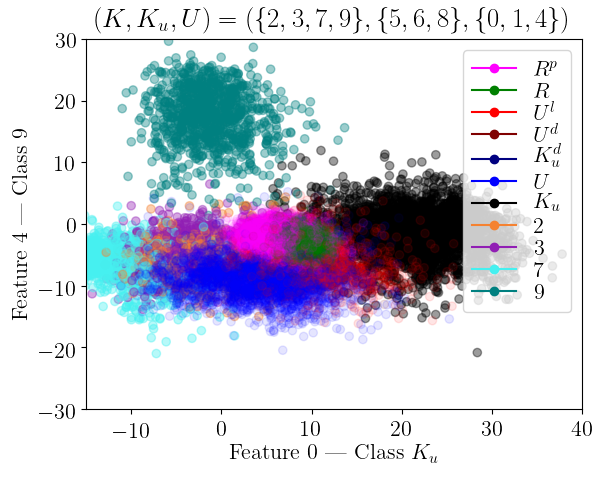 (K, K_u, U) = ({2, 3, 7, 9}, {5, 6, 8}, {0, 1, 4})
30
20
10
0
−10
−20
−30
Feature 4 — Class 9
R^p
R
U^l
U^d
K_u^d
U
K_u
2
3
7
9
−10
0
10
20
30
40
Feature 0 — Class K_u